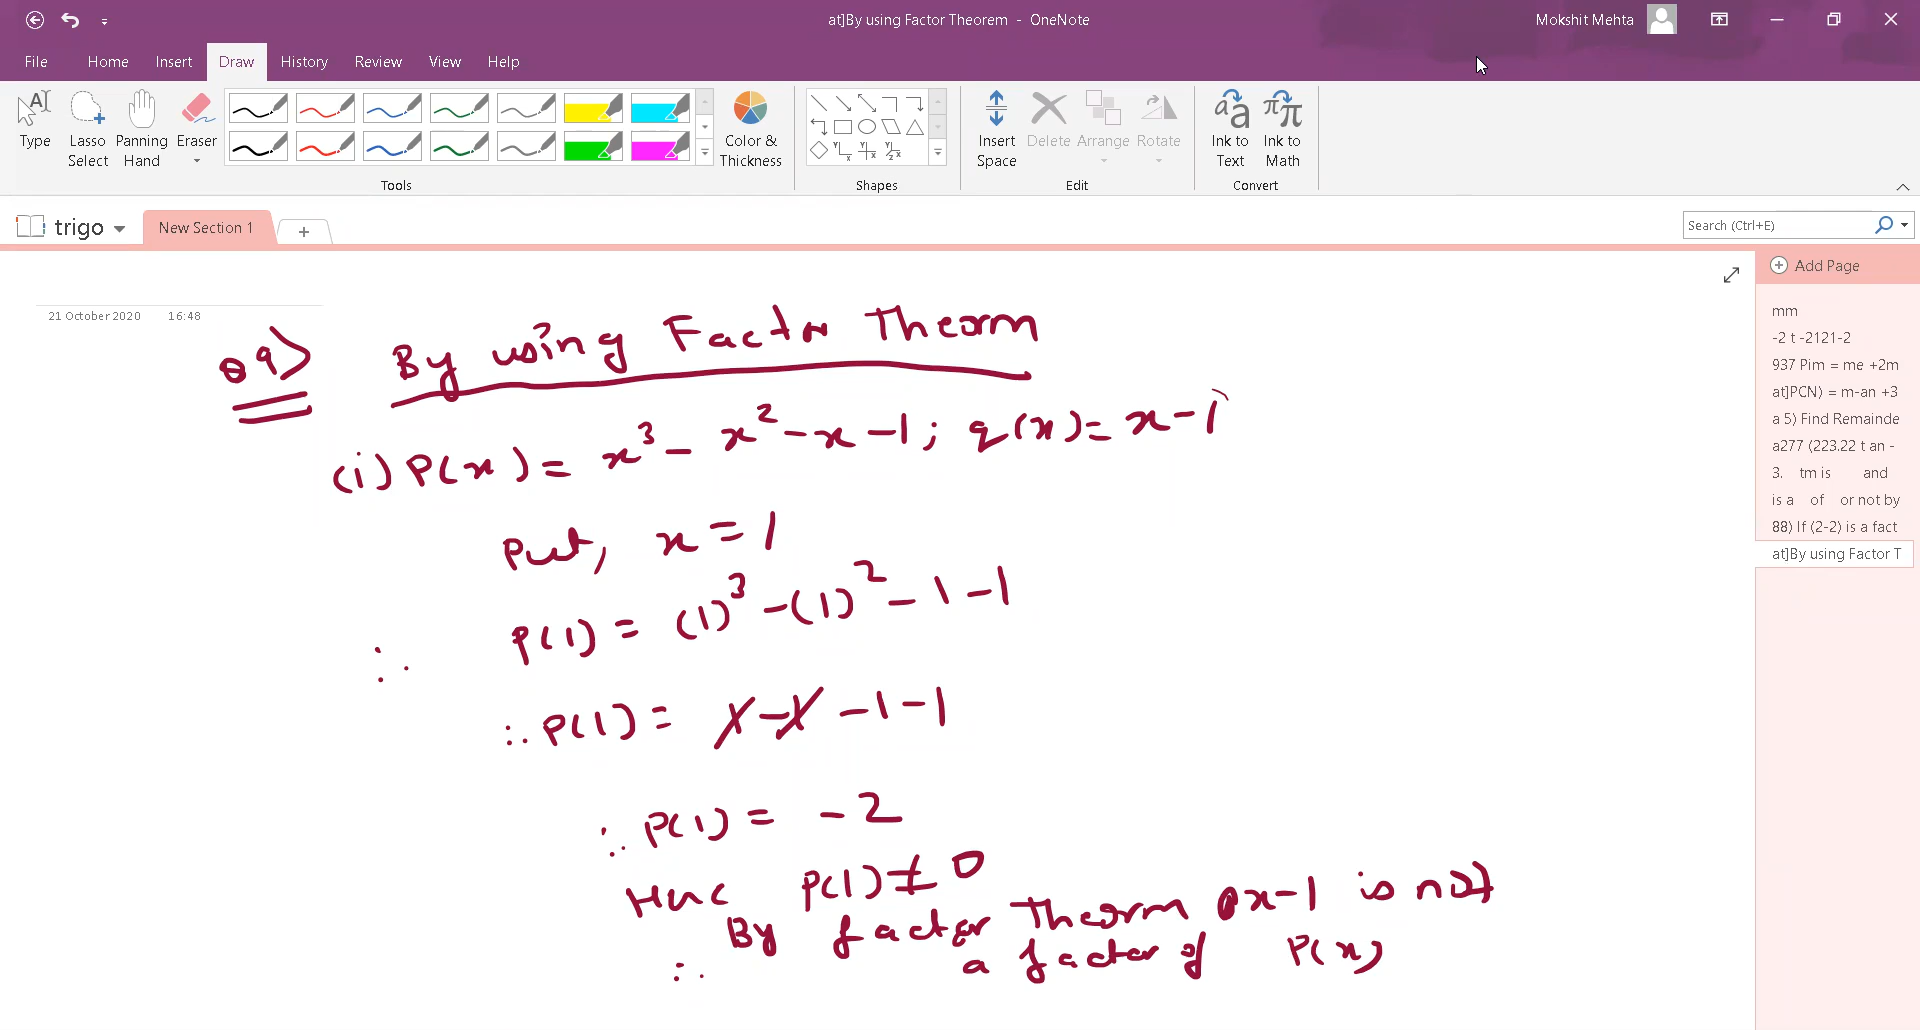 at]By using Factor Theorem - OneNote
Mokshit Mehta
File Home Insert Draw History Review View Help
Type
Lasso Select
Panning Hand
Eraser
Color & Thickness
Insert Space
Delete
Arrange
Rotate
Ink to Text
Ink to Math
Tools
Shapes
Edit
Convert
trigo
New Section 1
Search (Ctrl+E)
Add Page
mm
-2 t -2121-2
937 Pim = me +2m
at]PCN) = m-an +3
a 5) Find Remainde
a277 (223.22 t an -
3. tm is and
is a of or not by
88) If (2-2) is a fact
at]By using Factor T
21 October 2020 16:48
Q9) By using Factor Theorm
(i) P(x) = x³ - x² - x - 1; q(x) = x - 1
Put, x = 1
∴ P(1) = (1)³ - (1)² - 1 - 1
∴ P(1) = 1 - 1 - 1 - 1
∴ P(1) = -2
P(1) ≠ 0
∴ By factor Theorm x-1 is not
a factor of P(x)